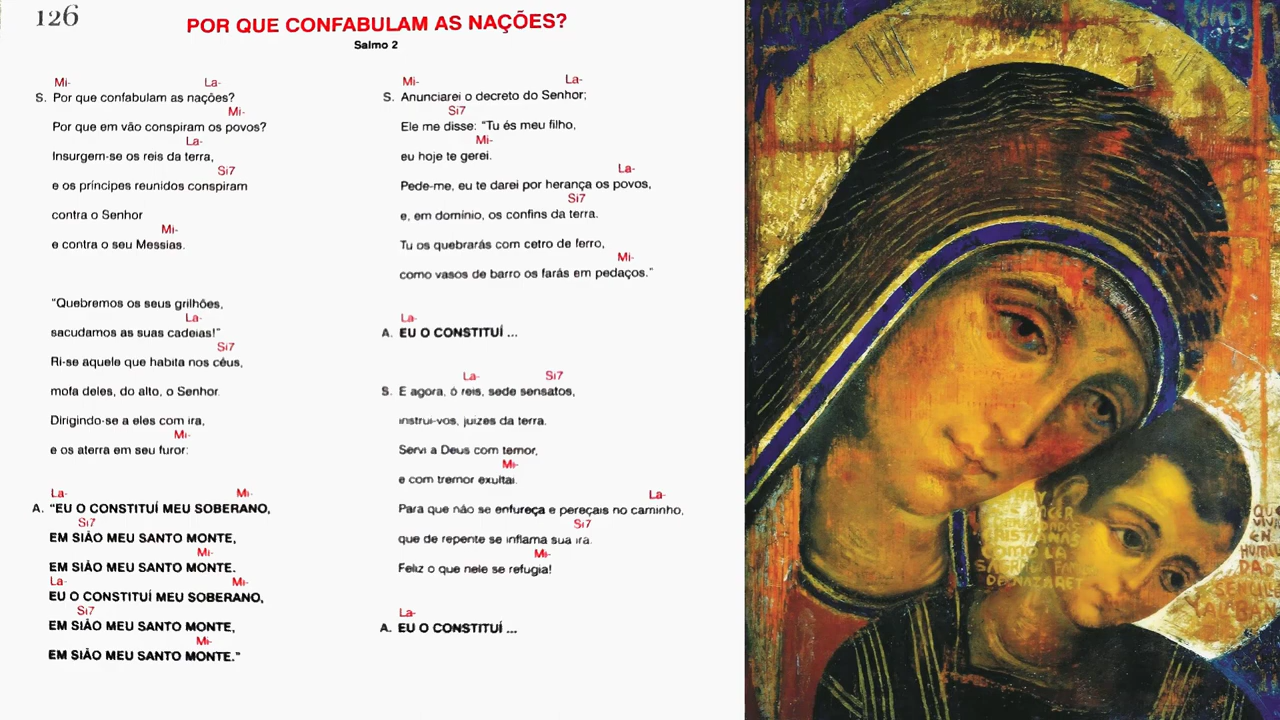 126
POR QUE CONFABULAM AS NAÇÕES?
Salmo 2
Mi- La-
S. Por que confabulam as nações?
Mi-
Por que em vão conspiram os povos?
La-
Insurgem-se os reis da terra,
Si7
e os príncipes reunidos conspiram
contra o Senhor
Mi-
e contra o seu Messias.
"Quebremos os seus grilhões,
La-
sacudamos as suas cadeias!"
Si7
Ri-se aquele que habita nos céus,
mofa deles, do alto, o Senhor.
Dirigindo-se a eles com ira,
Mi-
e os aterra em seu furor:
La- Mi-
A. "EU O CONSTITUÍ MEU SOBERANO,
Si7
EM SIÃO MEU SANTO MONTE,
Mi-
EM SIÃO MEU SANTO MONTE.
La- Mi-
EU O CONSTITUÍ MEU SOBERANO,
Si7
EM SIÃO MEU SANTO MONTE,
Mi-
EM SIÃO MEU SANTO MONTE."
Mi- La-
S. Anunciarei o decreto do Senhor;
Si7
Ele me disse: "Tu és meu filho,
Mi-
eu hoje te gerei.
La-
Pede-me, eu te darei por herança os povos,
Si7
e, em domínio, os confins da terra.
Tu os quebrarás com cetro de ferro,
Mi-
como vasos de barro os farás em pedaços."
La-
A. EU O CONSTITUÍ ...
La- Si7
S. E agora, ó reis, sede sensatos,
instruí-vos, juízes da terra.
Servi a Deus com temor,
Mi-
e com tremor exultai.
La-
Para que não se enfureça e pereçais no caminho,
Si7
que de repente se inflama sua ira.
Mi-
Feliz o que nele se refugia!
La-
A. EU O CONSTITUÍ ...
COMO LA
DE NAZARET
QUE
VIVAN
EN
HUMIL
DAD